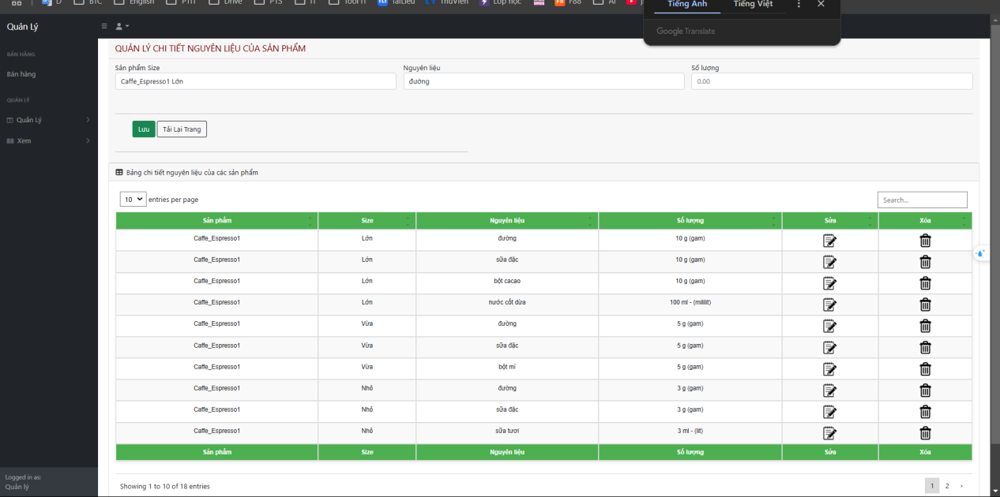 D BTC English PTIT Drive PTS IT Tool IT TaiLieu ThuVien Lớp học F88 AI
Tiếng Anh Tiếng Việt
Google Translate
Quản Lý
BÁN HÀNG
Bán hàng
QUẢN LÝ
Quản Lý
Xem
Logged in as:
Quản lý
QUẢN LÝ CHI TIẾT NGUYÊN LIỆU CỦA SẢN PHẨM
Sản phẩm Size Nguyên liệu Số lượng
Caffe_Espresso1 Lớn đường 0.00
Lưu Tải Lại Trang
Bảng chi tiết nguyên liệu của các sản phẩm
10 entries per page Search...
Sản phẩm Size Nguyên liệu Số lượng Sửa Xóa
Caffe_Espresso1 Lớn đường 10 g (gam)
Caffe_Espresso1 Lớn sữa đặc 10 g (gam)
Caffe_Espresso1 Lớn bột cacao 10 g (gam)
Caffe_Espresso1 Lớn nước cốt dừa 100 ml - (mililit)
Caffe_Espresso1 Vừa đường 5 g (gam)
Caffe_Espresso1 Vừa sữa đặc 5 g (gam)
Caffe_Espresso1 Vừa bột mì 5 g (gam)
Caffe_Espresso1 Nhỏ đường 3 g (gam)
Caffe_Espresso1 Nhỏ sữa đặc 3 g (gam)
Caffe_Espresso1 Nhỏ sữa tươi 3 ml - (lít)
Sản phẩm Size Nguyên liệu Số lượng Sửa Xóa
Showing 1 to 10 of 18 entries 1 2 ›